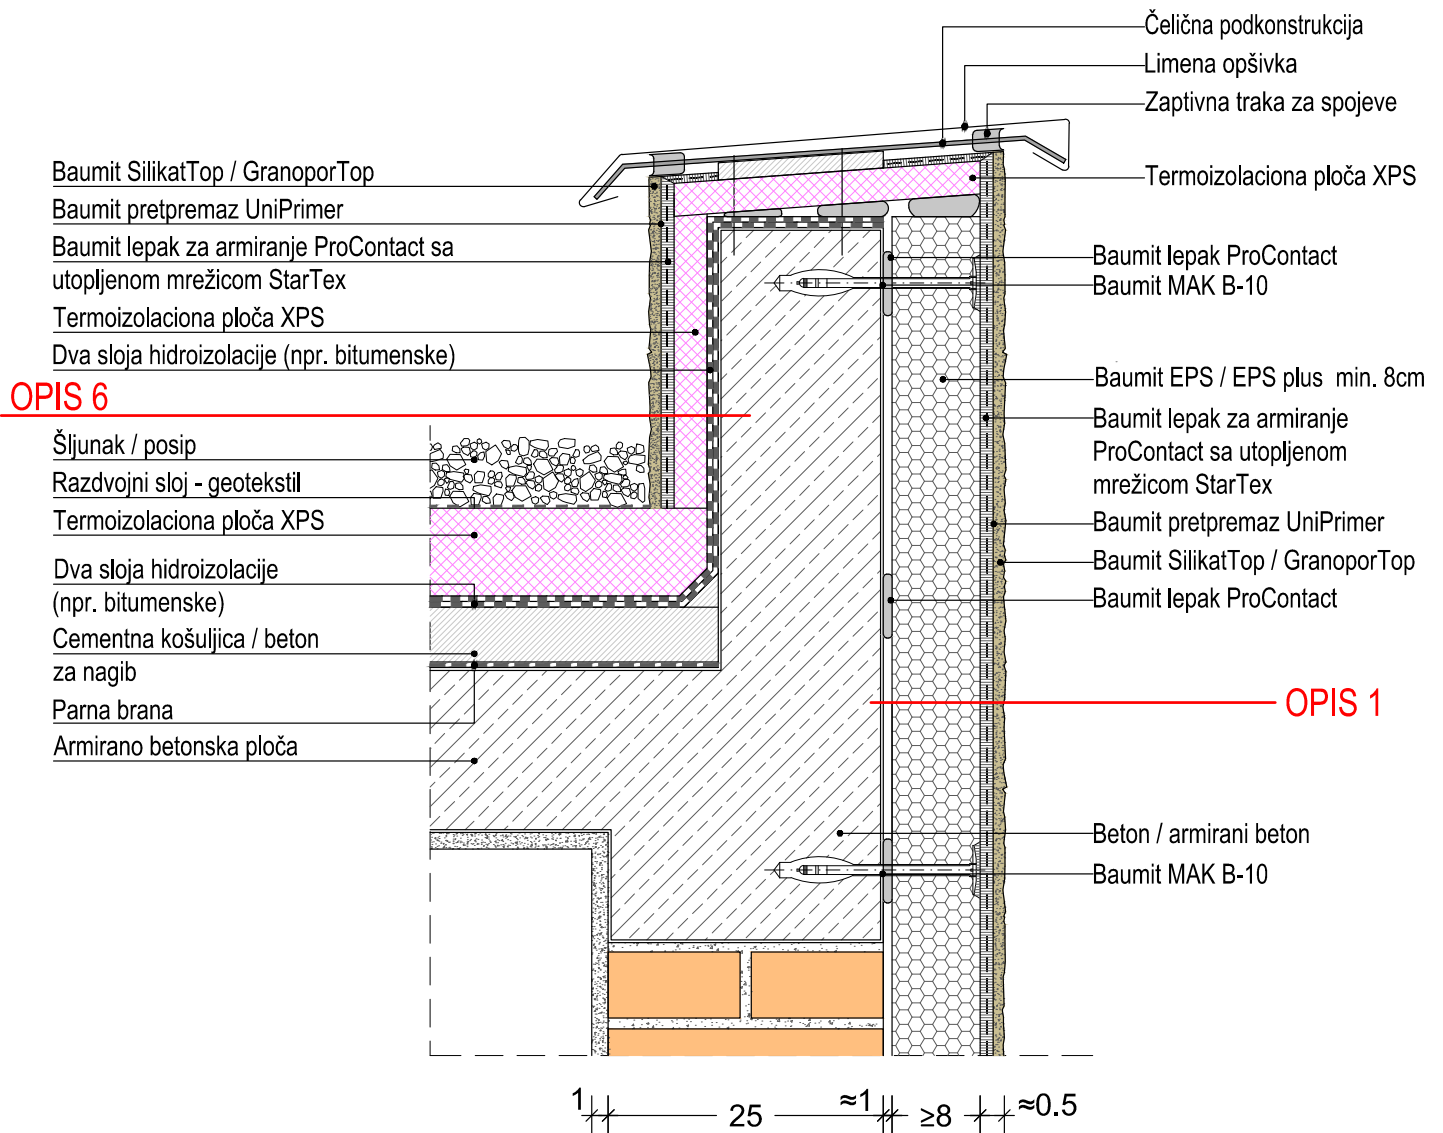 Čelična podkonstrukcija
Limena opšivka
Zaptivna traka za spojeve
Termoizolaciona ploča XPS
Baumit SilikatTop / GranoporTop
Baumit pretpremaz UniPrimer
Baumit lepak za armiranje ProContact sa
utopljenom mrežicom StarTex
Termoizolaciona ploča XPS
Dva sloja hidroizolacije (npr. bitumenske)
OPIS 6
Šljunak / posip
Razdvojni sloj - geotekstil
Termoizolaciona ploča XPS
Dva sloja hidroizolacije
(npr. bitumenske)
Cementna košuljica / beton
za nagib
Parna brana
Armirano betonska ploča
Baumit lepak ProContact
Baumit MAK B-10
Baumit EPS / EPS plus min. 8cm
Baumit lepak za armiranje
ProContact sa utopljenom
mrežicom StarTex
Baumit pretpremaz UniPrimer
Baumit SilikatTop / GranoporTop
Baumit lepak ProContact
OPIS 1
Beton / armirani beton
Baumit MAK B-10
1 25 ≈1 ≥8 ≈0.5